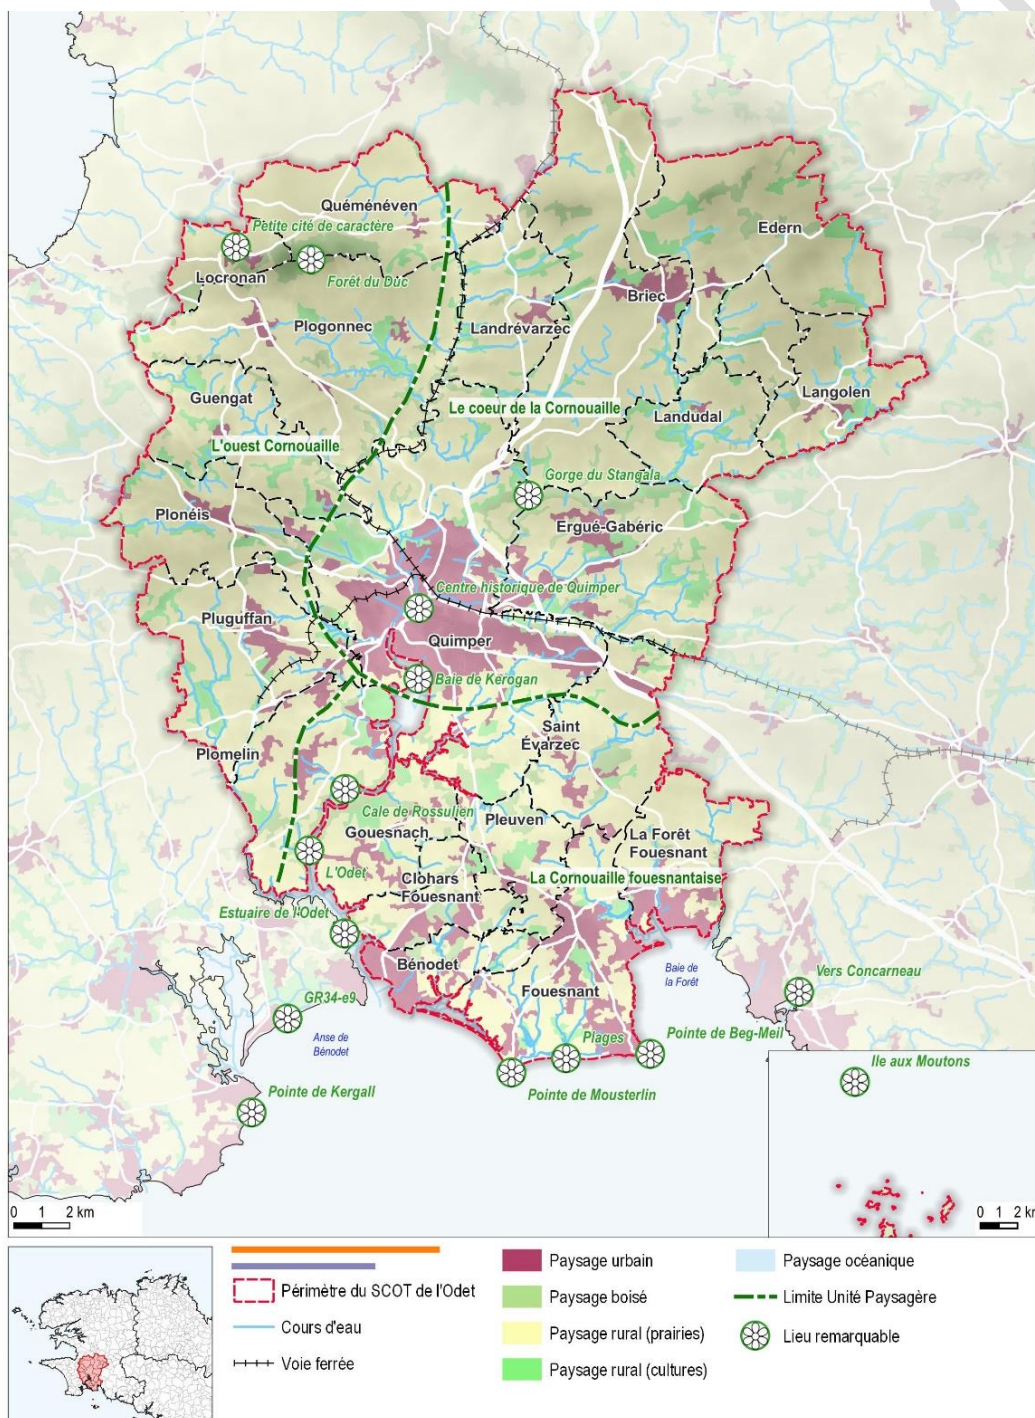 Quéménéven
Petite cité de caractère
Edern
Locronan
Forêt du Duc
Briec
Plogonnec
Landrévarzec
Guengat
Le coeur de la Cornouaille
Langolen
Landudal
L'ouest Cornouaille
Gorge du Stangala
Plonéis
Ergué-Gabéric
Centre historique de Quimper
Pluguffan
Quimper
Baie de Kerogan
Saint
Évarzec
Plomelin
Cale de Rossulien
Pleuven
Gouesnach
La Forêt
Fouesnant
L'Odet
Clohars
Fouesnant
La Cornouaille fouesnantaise
Estuaire de l'Odet
Bénodet
Baie de
la Forêt
Vers Concarneau
GR34-e9
Fouesnant
Anse de
Bénodet
Plages
Pointe de Beg-Meil
Ile aux Moutons
Pointe de Kergall
Pointe de Mousterlin
0 1 2 km
0 1 2 km
Périmètre du SCOT de l'Odet
Cours d'eau
Voie ferrée
Paysage urbain
Paysage boisé
Paysage rural (prairies)
Paysage rural (cultures)
Paysage océanique
Limite Unité Paysagère
Lieu remarquable